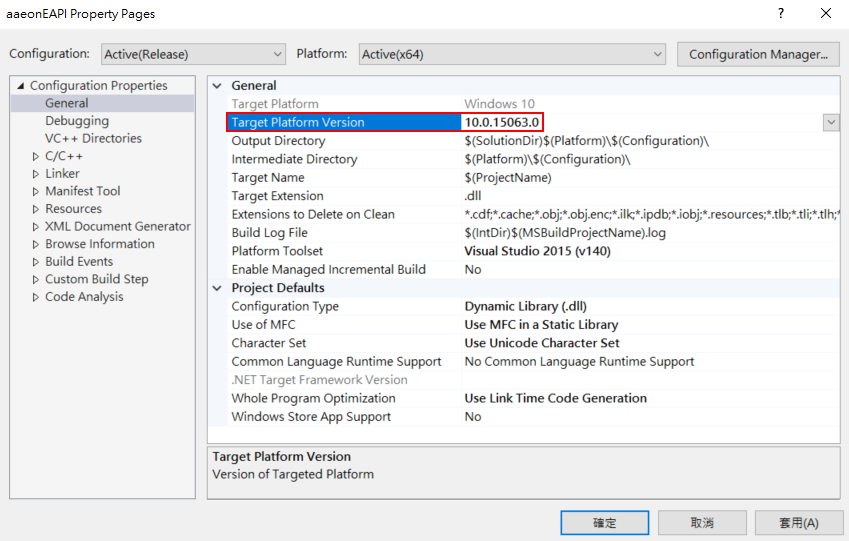 aaeonEAPI Property Pages
Configuration: Active(Release) Platform: Active(x64) Configuration Manager...
Configuration Properties
General
Debugging
VC++ Directories
C/C++
Linker
Manifest Tool
Resources
XML Document Generator
Browse Information
Build Events
Custom Build Step
Code Analysis
General
Target Platform Windows 10
Target Platform Version 10.0.15063.0
Output Directory $(SolutionDir)$(Platform)\$(Configuration)\
Intermediate Directory $(Platform)\$(Configuration)\
Target Name $(ProjectName)
Target Extension .dll
Extensions to Delete on Clean *.cdf;*.cache;*.obj;*.obj.enc;*.ilk;*.ipdb;*.iobj;*.resources;*.tlb;*.tli;*.tlh;*
Build Log File $(IntDir)$(MSBuildProjectName).log
Platform Toolset Visual Studio 2015 (v140)
Enable Managed Incremental Build No
Project Defaults
Configuration Type Dynamic Library (.dll)
Use of MFC Use MFC in a Static Library
Character Set Use Unicode Character Set
Common Language Runtime Support No Common Language Runtime Support
.NET Target Framework Version
Whole Program Optimization Use Link Time Code Generation
Windows Store App Support No
Target Platform Version
Version of Targeted Platform
確定 取消 套用(A)